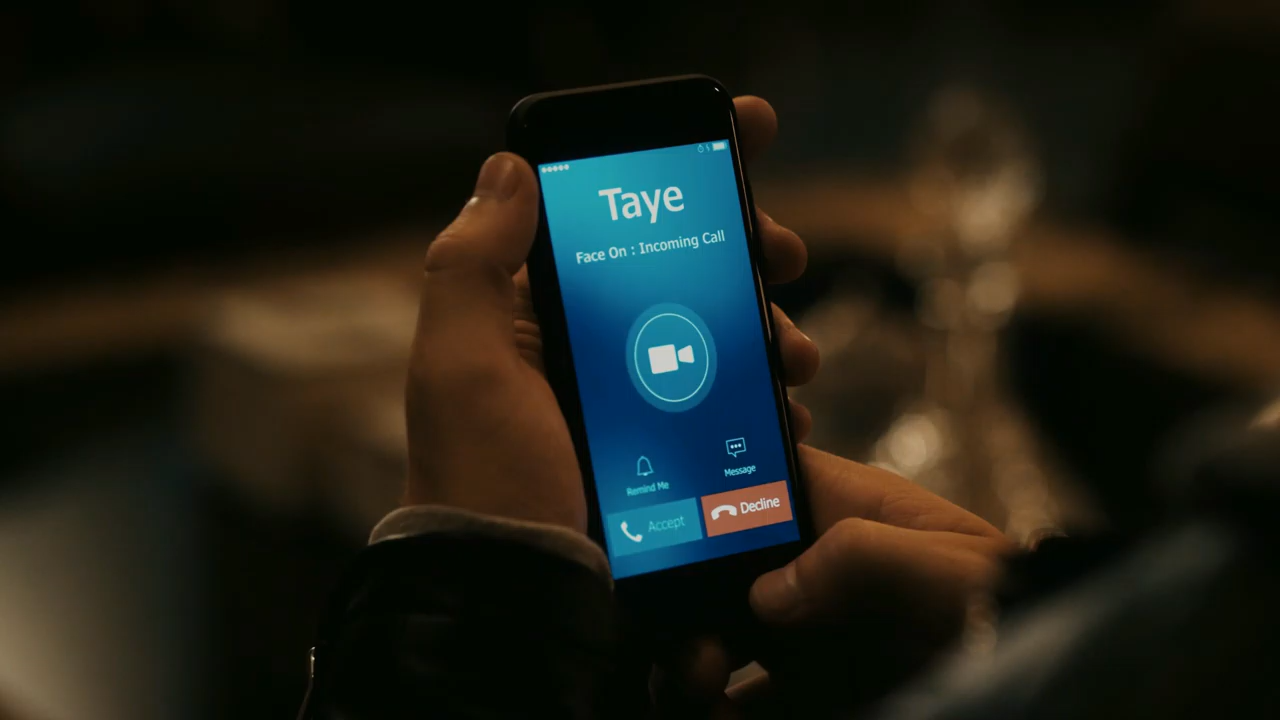 Taye
Face On : Incoming Call
Remind Me
Message
Accept
Decline